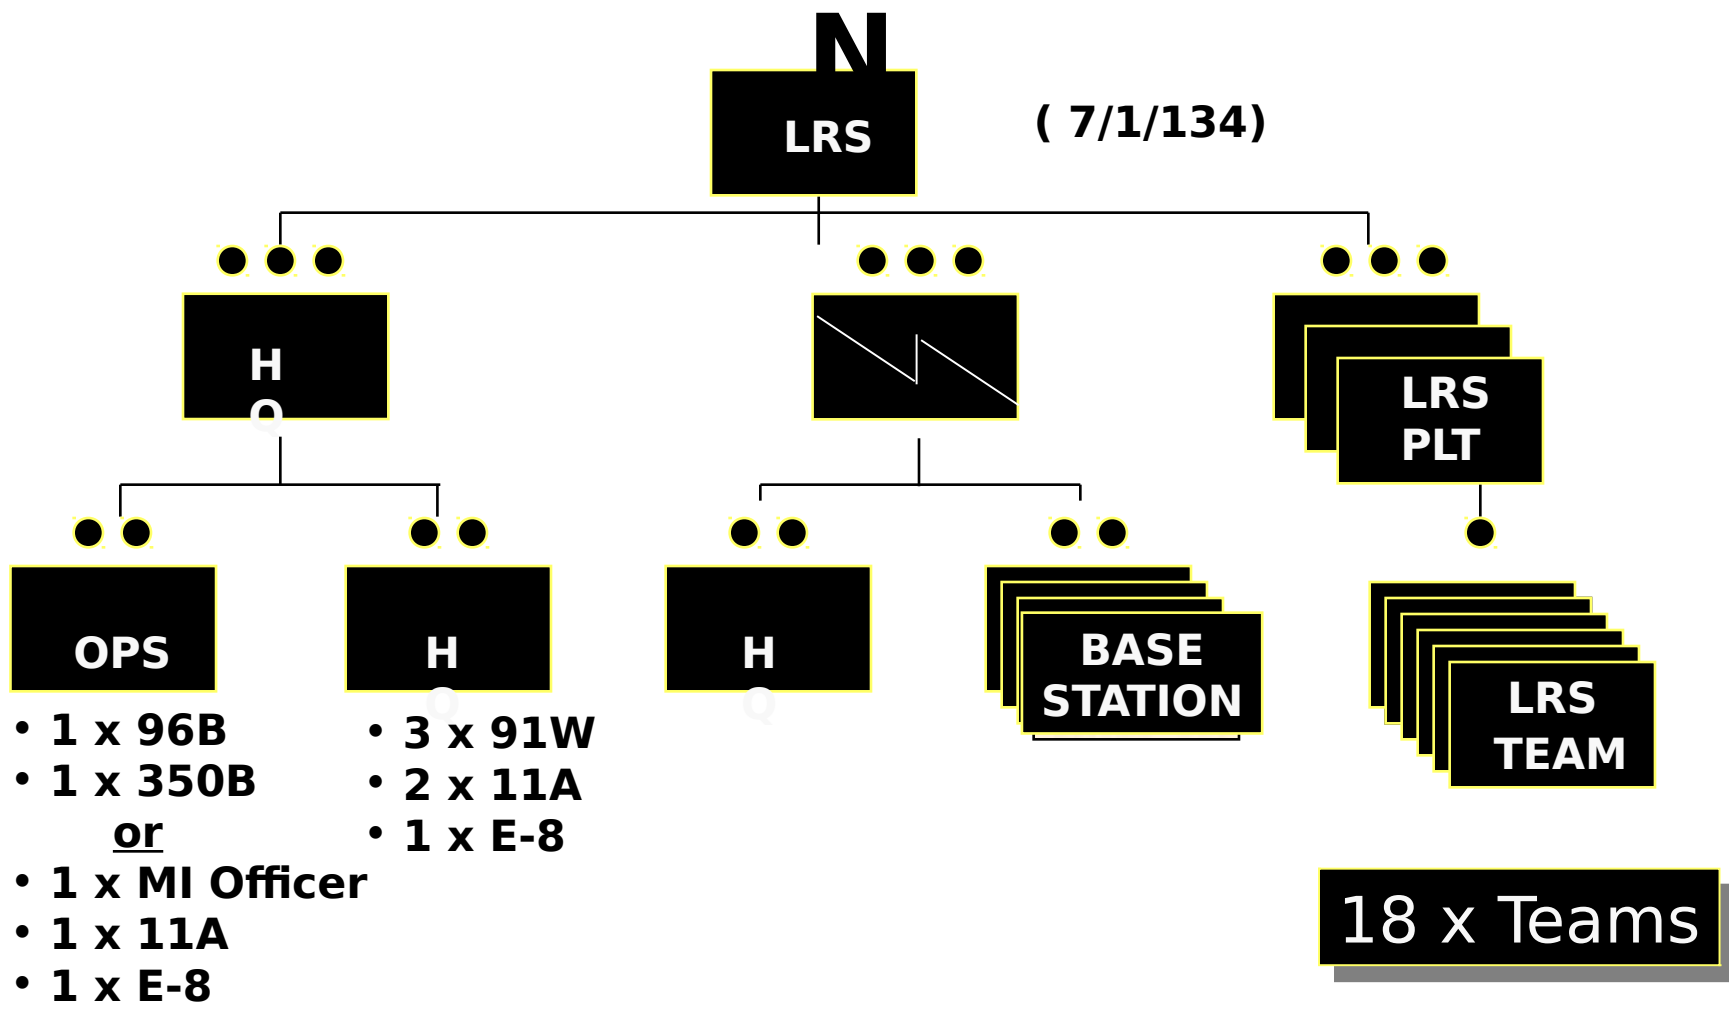 N
LRS
( 7/1/134)
H
Q
LRS
PLT
OPS
H
Q
H
Q
BASE
STATION
LRS
TEAM
• 1 x 96B
• 1 x 350B
or
• 1 x MI Officer
• 1 x 11A
• 1 x E-8
• 3 x 91W
• 2 x 11A
• 1 x E-8
18 x Teams